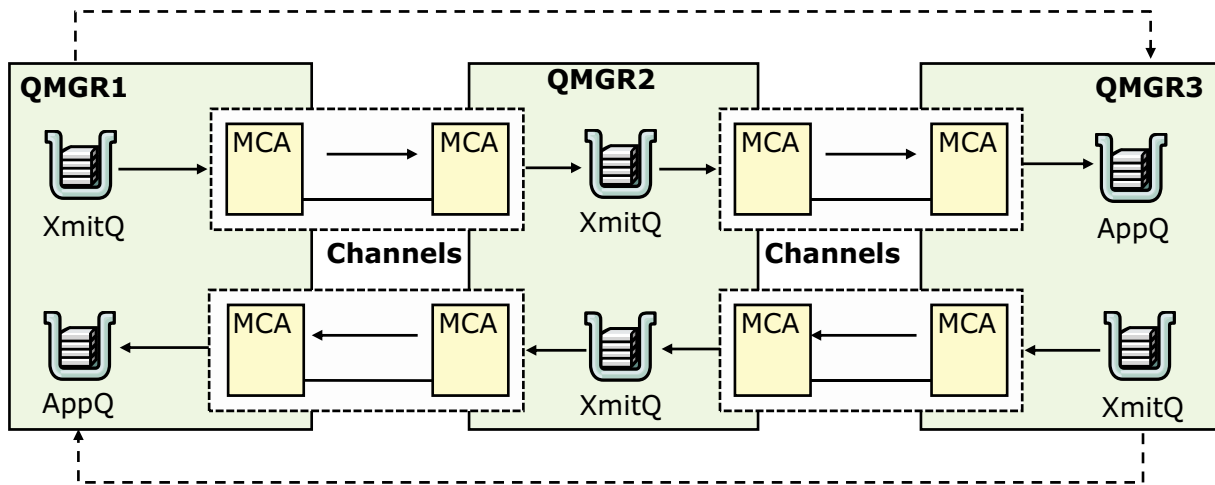 QMGR1
QMGR2
QMGR3
MCA
MCA
MCA
MCA
XmitQ
XmitQ
AppQ
Channels
Channels
MCA
MCA
MCA
MCA
AppQ
XmitQ
XmitQ